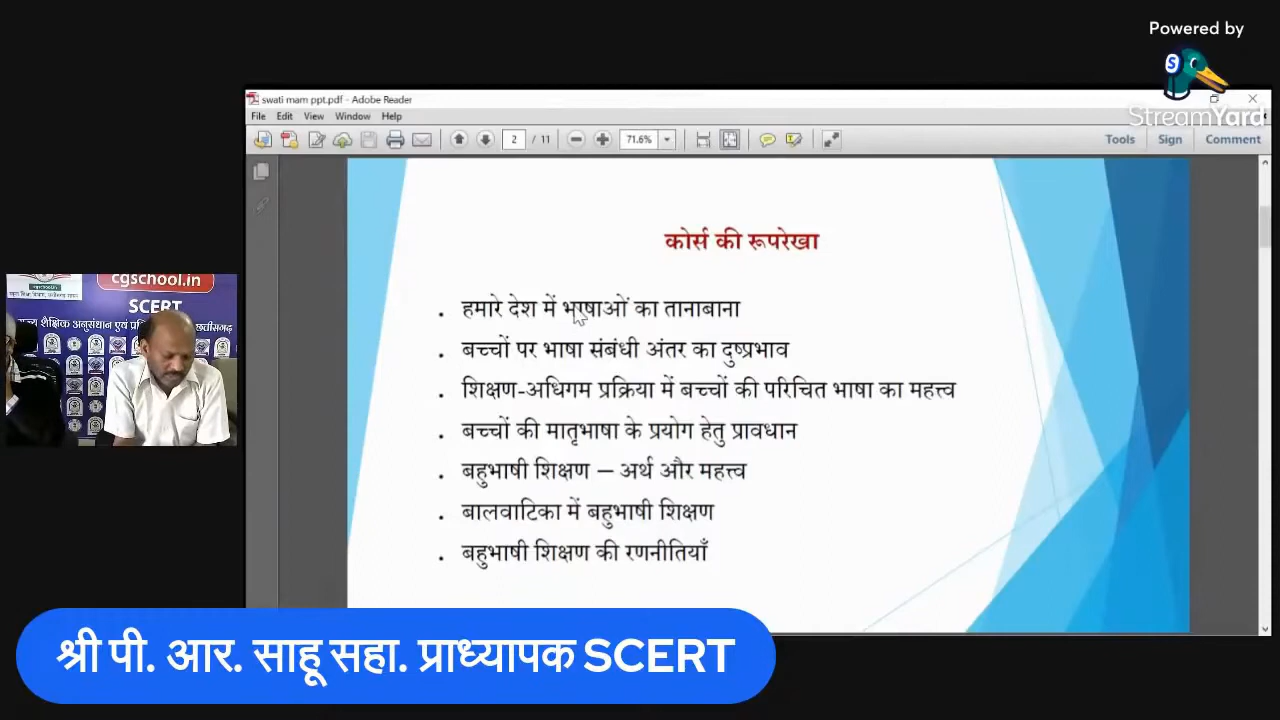 Powered by
StreamYard
swati mam ppt.pdf - Adobe Reader
File Edit View Window Help
2 / 11 71.6% Tools Sign Comment
कोर्स की रूपरेखा
. हमारे देश में भाषाओं का तानाबाना
. बच्चों पर भाषा संबंधी अंतर का दुष्प्रभाव
. शिक्षण-अधिगम प्रक्रिया में बच्चों की परिचित भाषा का महत्त्व
. बच्चों की मातृभाषा के प्रयोग हेतु प्रावधान
. बहुभाषी शिक्षण – अर्थ और महत्त्व
. बालवाटिका में बहुभाषी शिक्षण
. बहुभाषी शिक्षण की रणनीतियाँ
cgschool.in
SCERT
श्री पी. आर. साहू सहा. प्राध्यापक SCERT